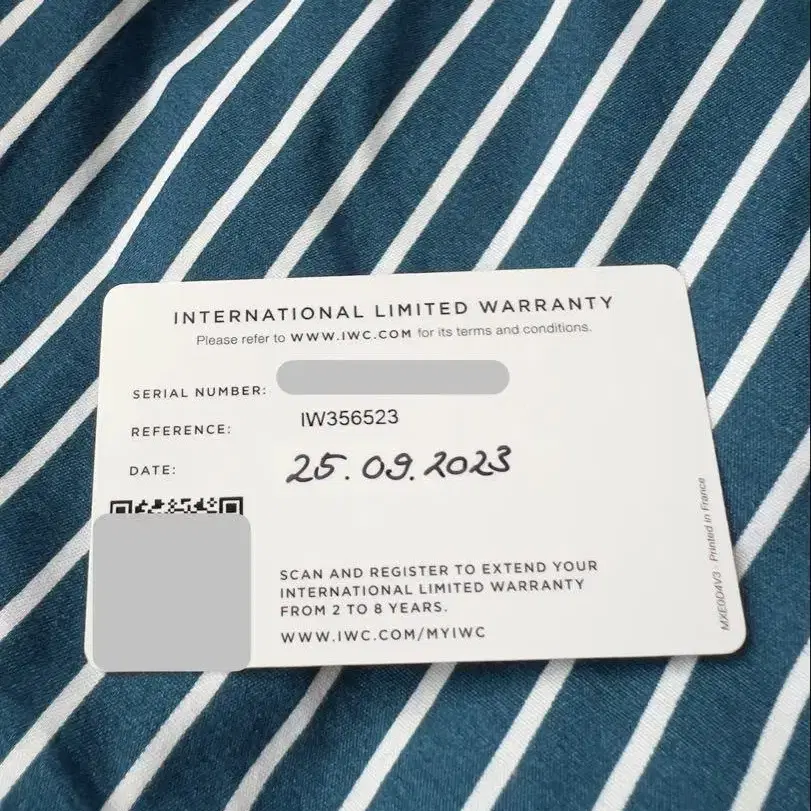 INTERNATIONAL LIMITED WARRANTY
Please refer to WWW.IWC.COM for its terms and conditions.
SERIAL NUMBER:
REFERENCE: IW356523
DATE: 25.09.2023
SCAN AND REGISTER TO EXTEND YOUR
INTERNATIONAL LIMITED WARRANTY
FROM 2 TO 8 YEARS.
WWW.IWC.COM/MYIWC
MXE0D4V3 - Printed in France